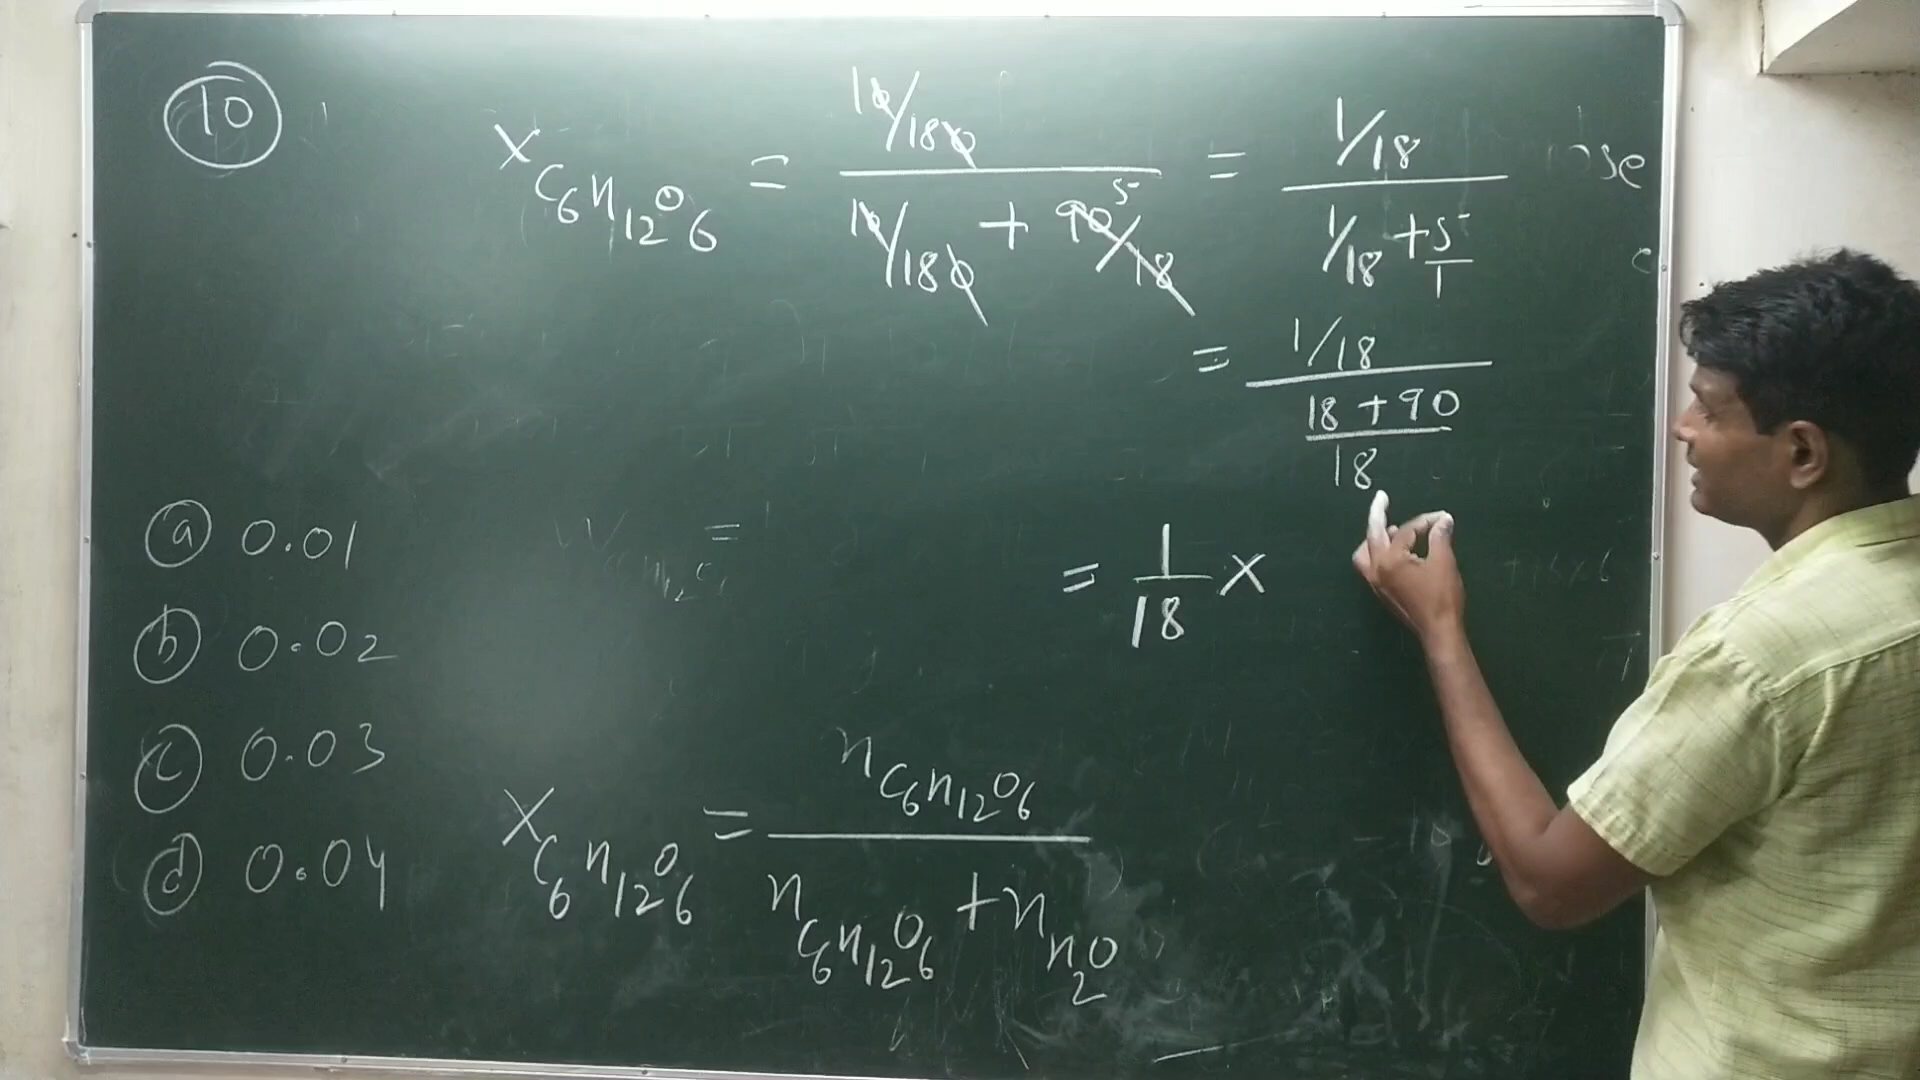 10
x C6H12O6 = 10/180 / 10/180 + 90/18 5 = 1/18 / 1/18 + 5/1
= 1/18 / 18 + 90 / 18
= 1/18 ×
a 0.01
b 0.02
c 0.03
d 0.04
x C6H12O6 = n C6H12O6 / n C6H12O6 + n H2O